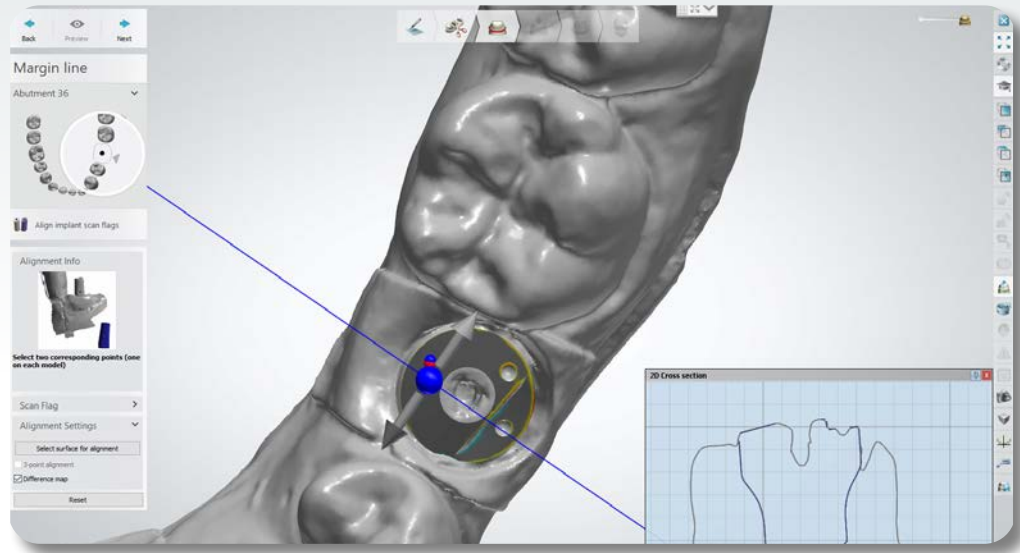 Back
Preview
Next
Margin line
Abutment 36
Align implant scan flags
Alignment Info
Select two corresponding points (one
on each model)
Scan Flag
Alignment Settings
Select surface for alignment
3-point alignment
Difference map
Reset
2D Cross section